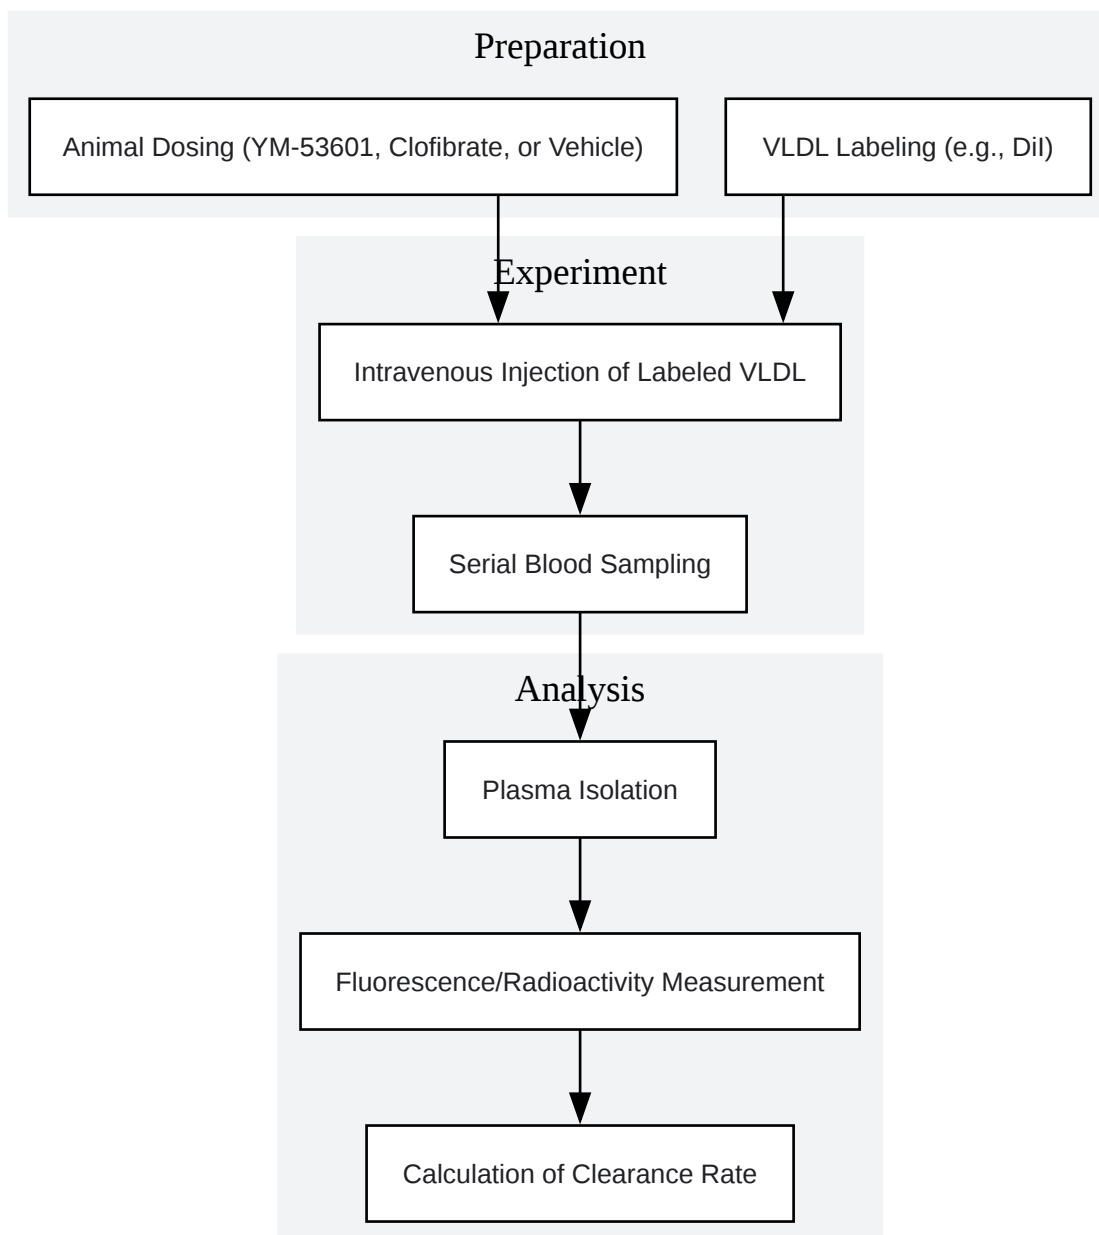 Preparation
Animal Dosing (YM-53601, Clofibrate, or Vehicle)
VLDL Labeling (e.g., DiI)
Experiment
Intravenous Injection of Labeled VLDL
Serial Blood Sampling
Analysis
Plasma Isolation
Fluorescence/Radioactivity Measurement
Calculation of Clearance Rate